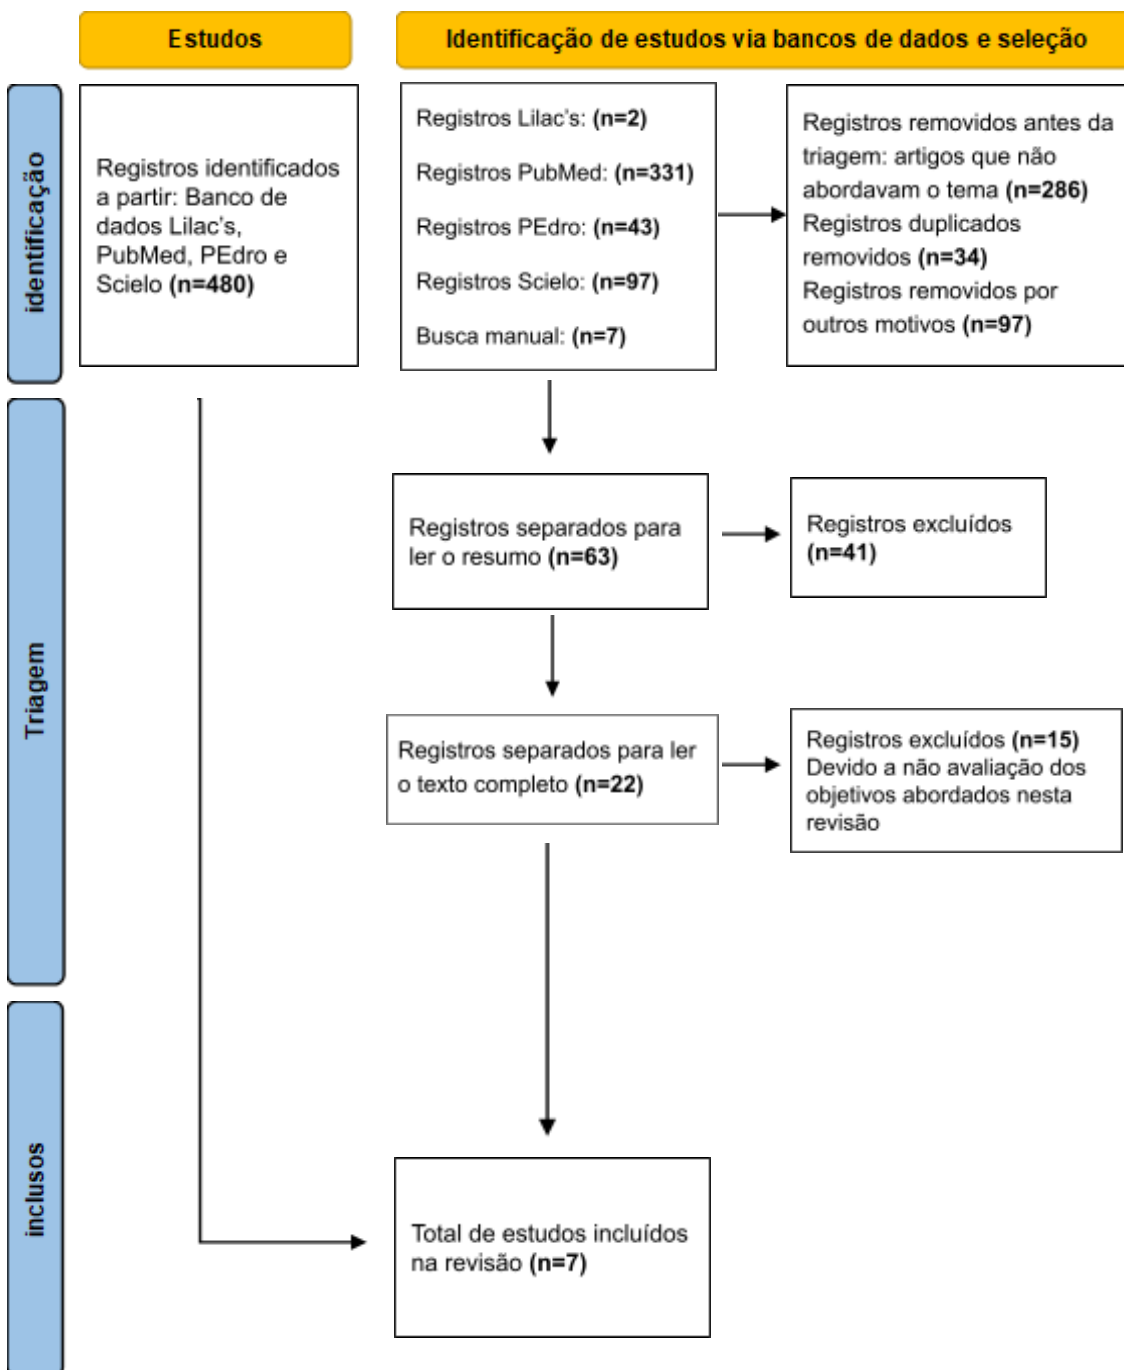 Estudos
Identificação de estudos via bancos de dados e seleção
identificação
Registros identificados
a partir: Banco de
dados Lilac's,
PubMed, PEdro e
Scielo (n=480)
Registros Lilac's: (n=2)
Registros PubMed: (n=331)
Registros PEdro: (n=43)
Registros Scielo: (n=97)
Busca manual: (n=7)
Registros removidos antes da
triagem: artigos que não
abordavam o tema (n=286)
Registros duplicados
removidos (n=34)
Registros removidos por
outros motivos (n=97)
Triagem
Registros separados para
ler o resumo (n=63)
Registros excluídos
(n=41)
Registros separados para ler
o texto completo (n=22)
Registros excluídos (n=15)
Devido a não avaliação dos
objetivos abordados nesta
revisão
inclusos
Total de estudos incluídos
na revisão (n=7)